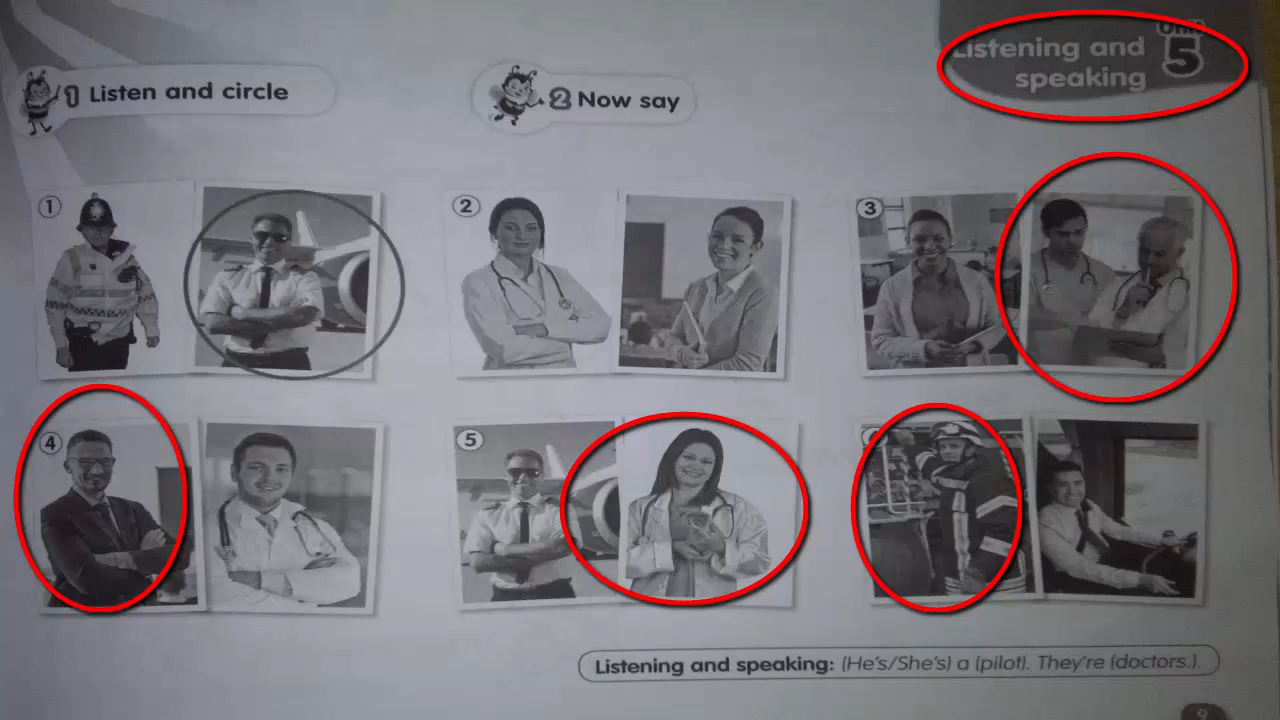 Unit
Listening and
speaking
5
1 Listen and circle
2 Now say
1
2
3
4
5
Listening and speaking: (He's/She's) a (pilot). They're (doctors.).
9